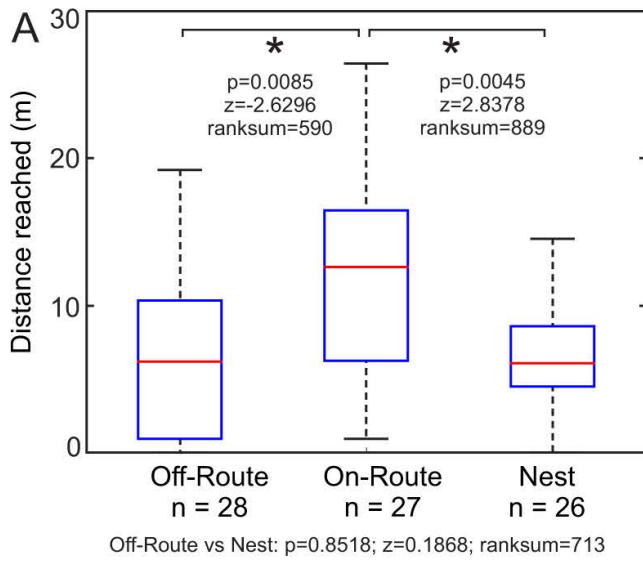 A
30
20
10
0
Distance reached (m)
*
*
p=0.0085
z=-2.6296
ranksum=590
p=0.0045
z=2.8378
ranksum=889
Off-Route
n = 28
On-Route
n = 27
Nest
n = 26
Off-Route vs Nest: p=0.8518; z=0.1868; ranksum=713